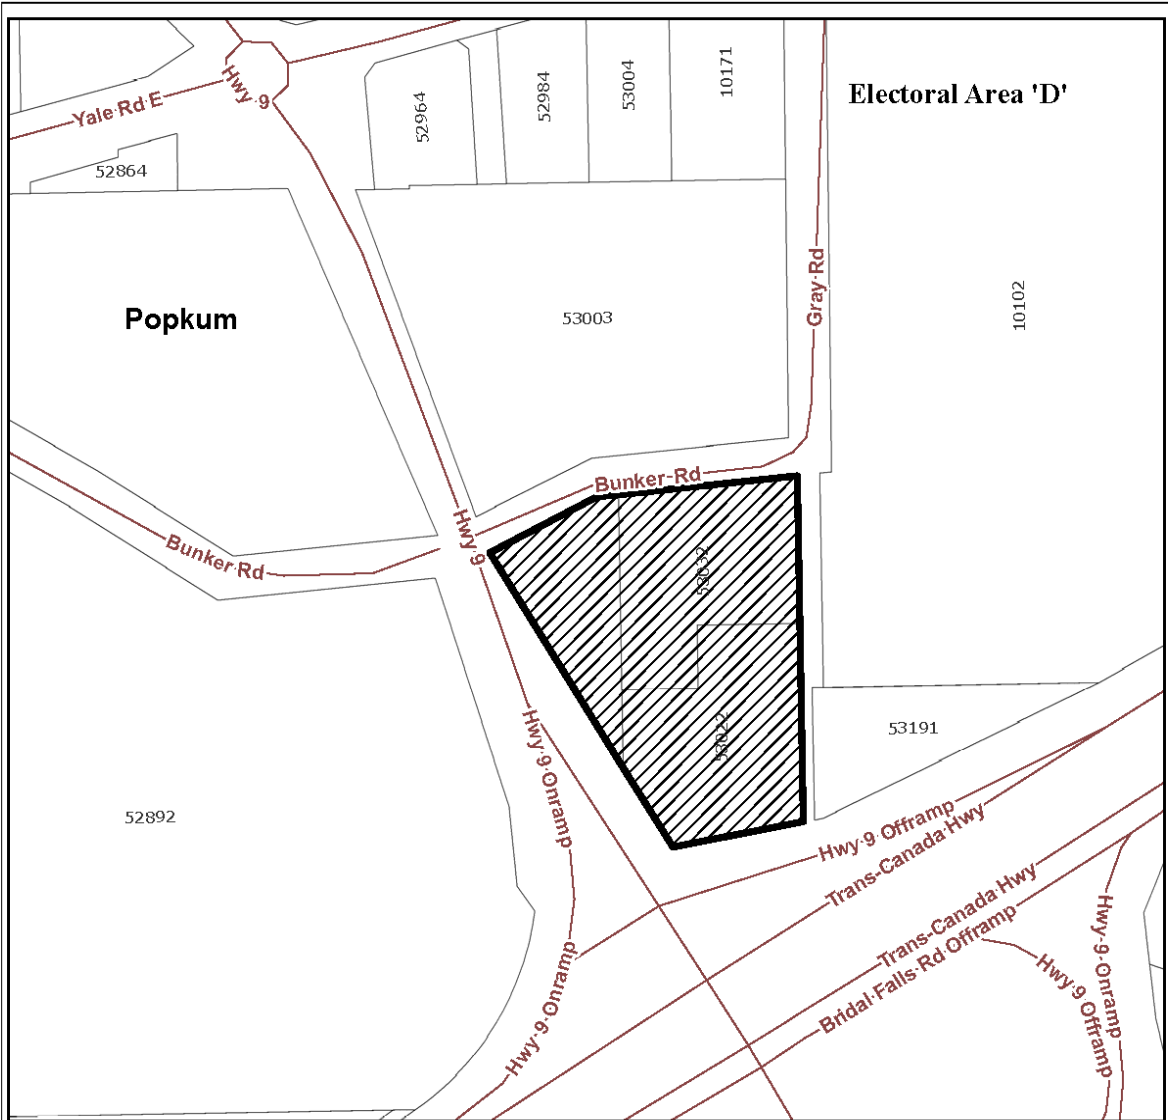 Electoral Area 'D'
Hwy 9
Yale Rd E
52964
52984
53004
10171
52864
Gray Rd
10102
Popkum
53003
Bunker Rd
Hwy 9
Bunker Rd
53032
Hwy 9 Onramp
53022
53191
52892
Hwy 9 Offramp
Trans-Canada Hwy
Trans-Canada Hwy
Bridal Falls Rd Offramp
Hwy 9 Onramp
Hwy 9 Onramp
Hwy 9 Offramp